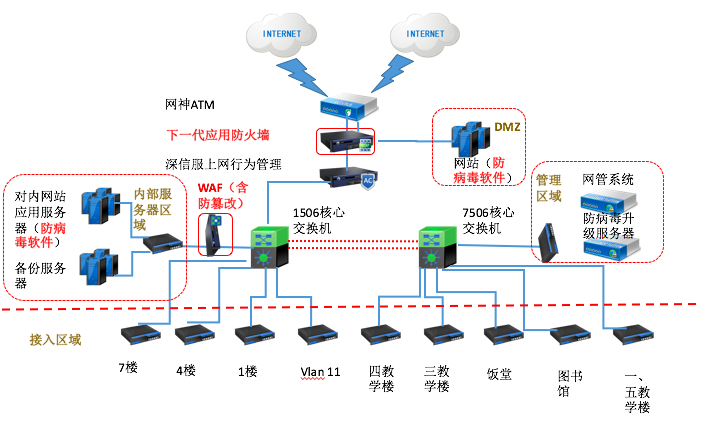 INTERNET
INTERNET
网神ATM
下一代应用防火墙
深信服上网行为管理
AC
DMZ
网站（防
病毒软件）
对内网站
应用服务
器（防病
毒软件）
备份服务
器
内部服
务器区
域
WAF（含
防篡改）
1506核心
交换机
7506核心
交换机
管理
区域
网管系统
防病毒升
级服务器
接入区域
7楼
4楼
1楼
Vlan 11
四教
学楼
三教
学楼
饭堂
图书
馆
一、
五教
学楼